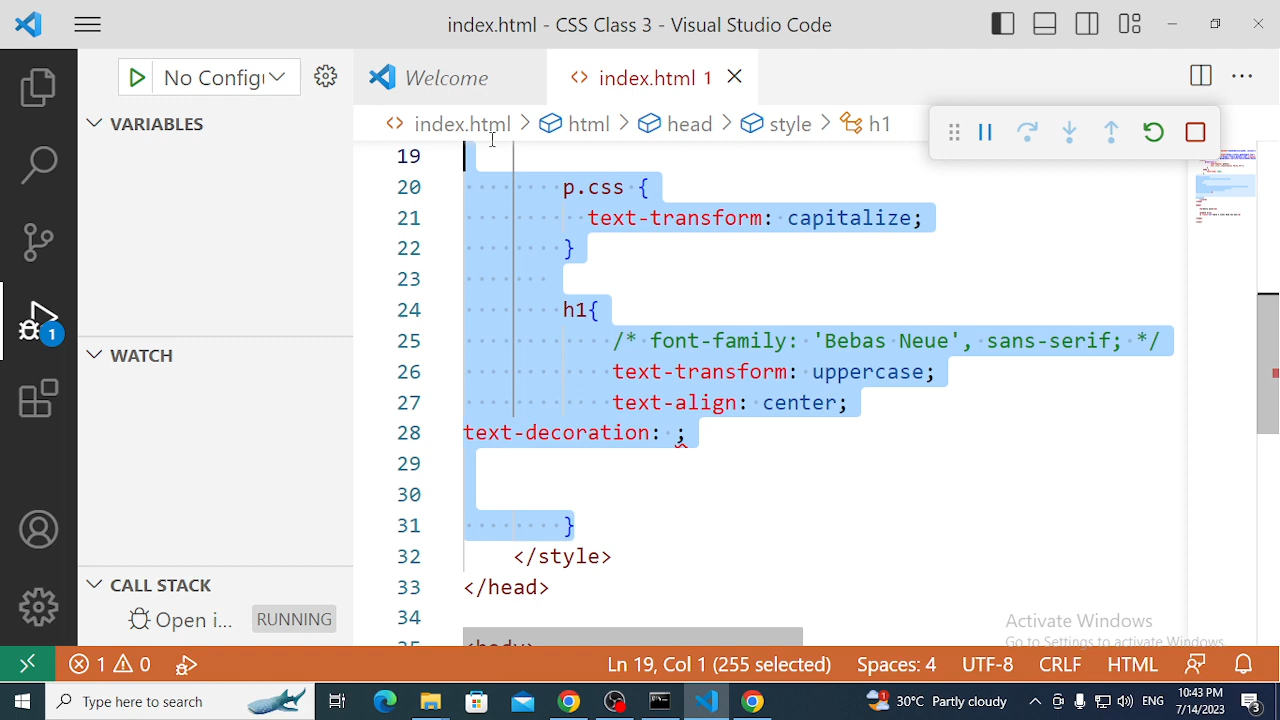 index.html - CSS Class 3 - Visual Studio Code
No Config
Welcome
index.html 1
VARIABLES
index.html > html > head > style > h1
19
20 p.css {
21 text-transform: capitalize;
22 }
23
24 h1{
25 /* font-family: 'Bebas Neue', sans-serif; */
26 text-transform: uppercase;
27 text-align: center;
28 text-decoration: ;
29
30
31 }
32 </style>
33 </head>
34
WATCH
CALL STACK
Open i... RUNNING
1
Activate Windows
Go to Settings to activate Windows.
1 0 Ln 19, Col 1 (255 selected) Spaces: 4 UTF-8 CRLF HTML
Type here to search
1 30°C Partly cloudy ENG 10:43 PM 7/14/2023 3